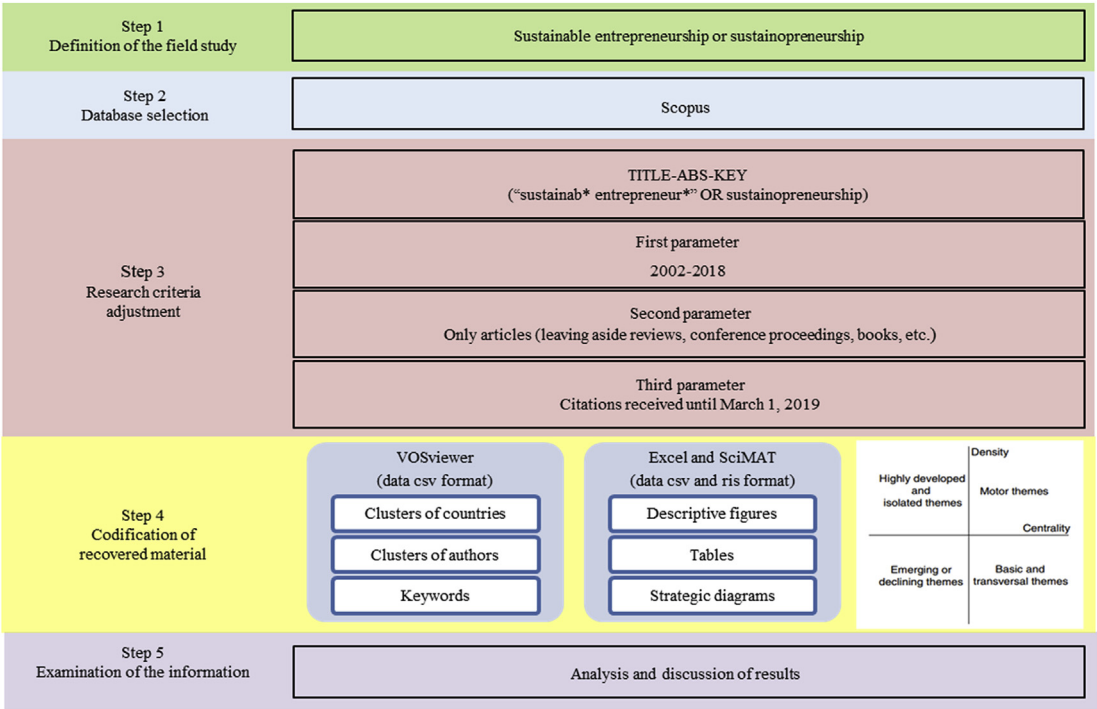 Step 1
Definition of the field study
Sustainable entrepreneurship or sustainopreneurship
Step 2
Database selection
Scopus
Step 3
Research criteria
adjustment
TITLE-ABS-KEY
(“sustainab* entrepreneur*” OR sustainopreneurship)
First parameter
2002-2018
Second parameter
Only articles (leaving aside reviews, conference proceedings, books, etc.)
Third parameter
Citations received until March 1, 2019
Step 4
Codification of
recovered material
VOSviewer
(data csv format)
Clusters of countries
Clusters of authors
Keywords
Excel and SciMAT
(data csv and ris format)
Descriptive figures
Tables
Strategic diagrams
Density
Highly developed
and
isolated themes
Motor themes
Centrality
Emerging or
declining themes
Basic and
transversal themes
Step 5
Examination of the information
Analysis and discussion of results